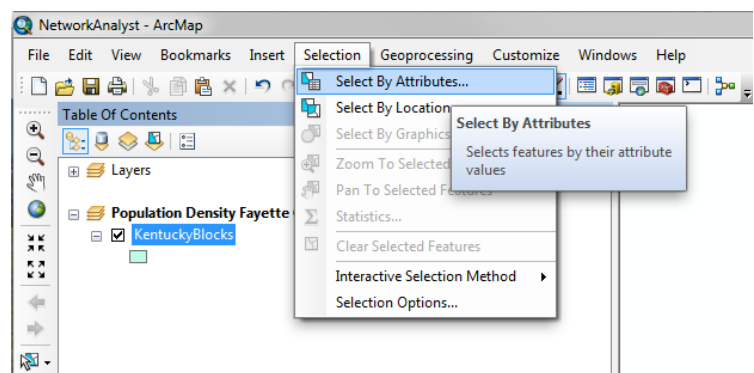 NetworkAnalyst - ArcMap
File Edit View Bookmarks Insert Selection Geoprocessing Customize Windows Help
Table Of Contents
Layers
Population Density Fayette
KentuckyBlocks
Select By Attributes...
Select By Location
Select By Graphics
Zoom To Selected
Pan To Selected Features
Statistics...
Clear Selected Features
Interactive Selection Method
Selection Options...
Select By Attributes
Selects features by their attribute
values